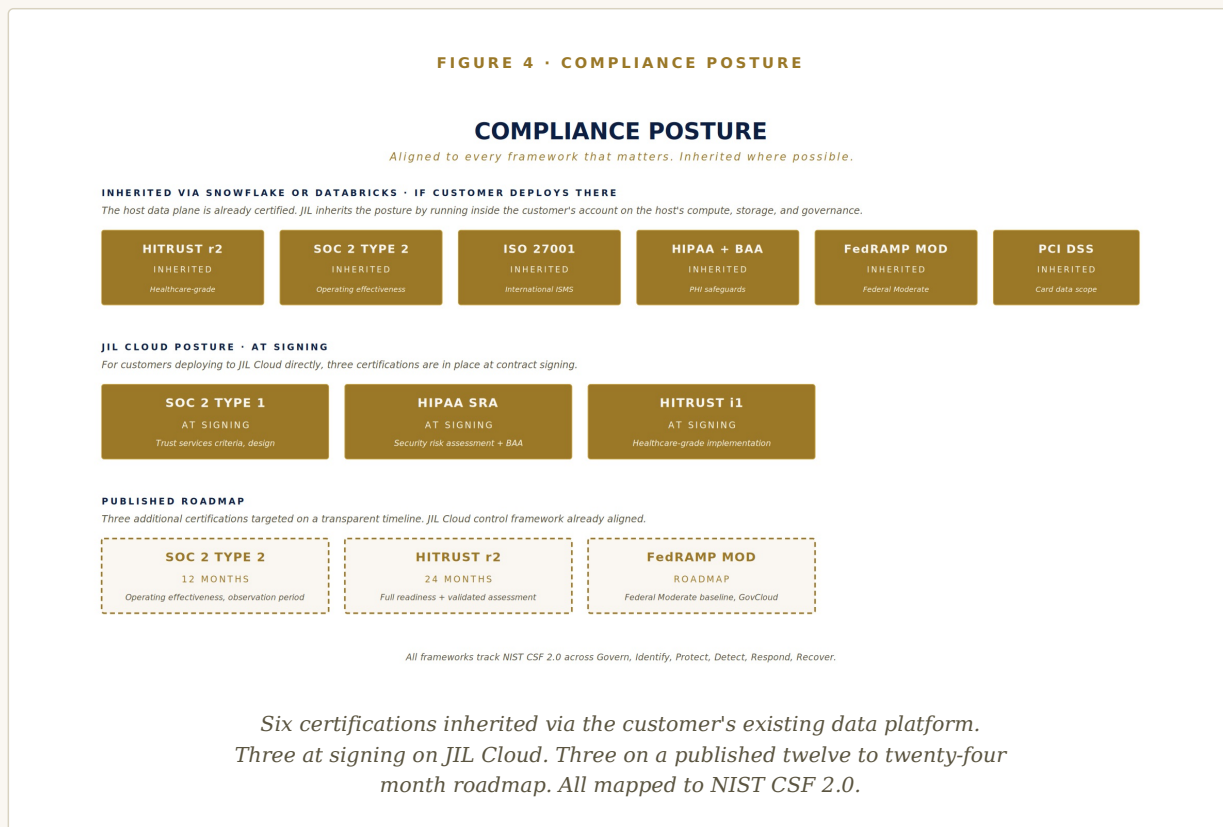 FIGURE 4 · COMPLIANCE POSTURE
COMPLIANCE POSTURE
Aligned to every framework that matters. Inherited where possible.
INHERITED VIA SNOWFLAKE OR DATABRICKS · IF CUSTOMER DEPLOYS THERE
The host data plane is already certified. JIL inherits the posture by running inside the customer's account on the host's compute, storage, and governance.
HITRUST r2
INHERITED
Healthcare-grade
SOC 2 TYPE 2
INHERITED
Operating effectiveness
ISO 27001
INHERITED
International ISMS
HIPAA + BAA
INHERITED
PHI safeguards
FedRAMP MOD
INHERITED
Federal Moderate
PCI DSS
INHERITED
Card data scope
JIL CLOUD POSTURE · AT SIGNING
For customers deploying to JIL Cloud directly, three certifications are in place at contract signing.
SOC 2 TYPE 1
AT SIGNING
Trust services criteria, design
HIPAA SRA
AT SIGNING
Security risk assessment + BAA
HITRUST i1
AT SIGNING
Healthcare-grade implementation
PUBLISHED ROADMAP
Three additional certifications targeted on a transparent timeline. JIL Cloud control framework already aligned.
SOC 2 TYPE 2
12 MONTHS
Operating effectiveness, observation period
HITRUST r2
24 MONTHS
Full readiness + validated assessment
FedRAMP MOD
ROADMAP
Federal Moderate baseline, GovCloud
All frameworks track NIST CSF 2.0 across Govern, Identify, Protect, Detect, Respond, Recover.
Six certifications inherited via the customer's existing data platform.
Three at signing on JIL Cloud. Three on a published twelve to twenty-four
month roadmap. All mapped to NIST CSF 2.0.